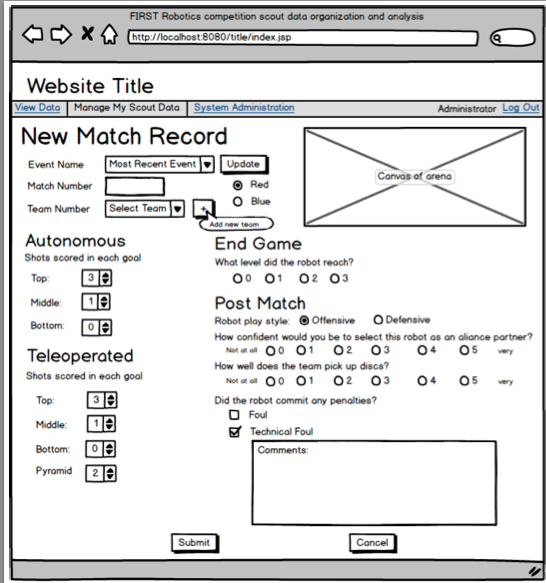 FIRST Robotics competition scout data organization and analysis
http://localhost:8080/title/index.jsp
Website Title
View Data Manage My Scout Data System Administration Administrator Log Out
New Match Record
Event Name Most Recent Event Update
Match Number Red
Blue
Team Number Select Team +
Add new team
Canvas of arena
Autonomous
Shots scored in each goal
Top: 3
Middle: 1
Bottom: 0
Teleoperated
Shots scored in each goal
Top: 3
Middle: 1
Bottom: 0
Pyramid 2
End Game
What level did the robot reach?
0 1 2 3
Post Match
Robot play style: Offensive Defensive
How confident would you be to select this robot as an aliance partner?
Not at all 0 1 2 3 4 5 very
How well does the team pick up discs?
Not at all 0 1 2 3 4 5 very
Did the robot commit any penalties?
Foul
Technical Foul
Comments:
Submit Cancel